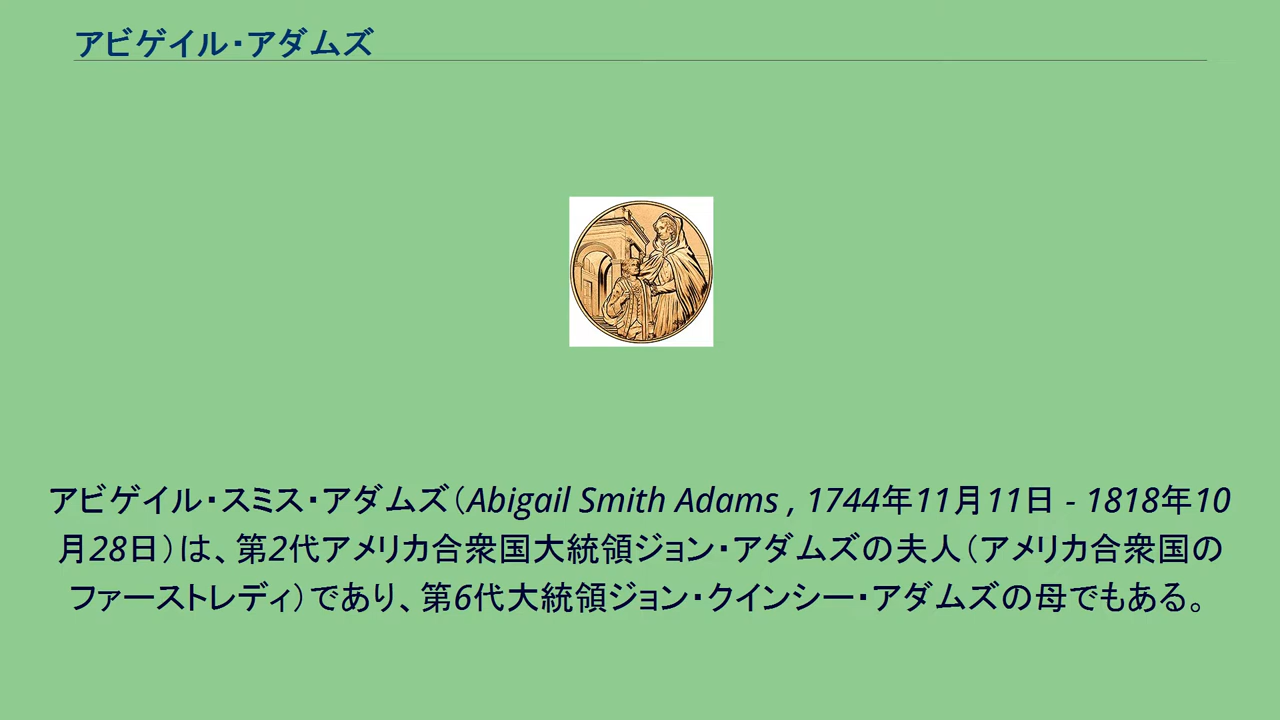 アビゲイル・アダムズ
アビゲイル・スミス・アダムズ（Abigail Smith Adams , 1744年11月11日 - 1818年10
月28日）は、第2代アメリカ合衆国大統領ジョン・アダムズの夫人（アメリカ合衆国の
ファーストレディ）であり、第6代大統領ジョン・クインシー・アダムズの母でもある。